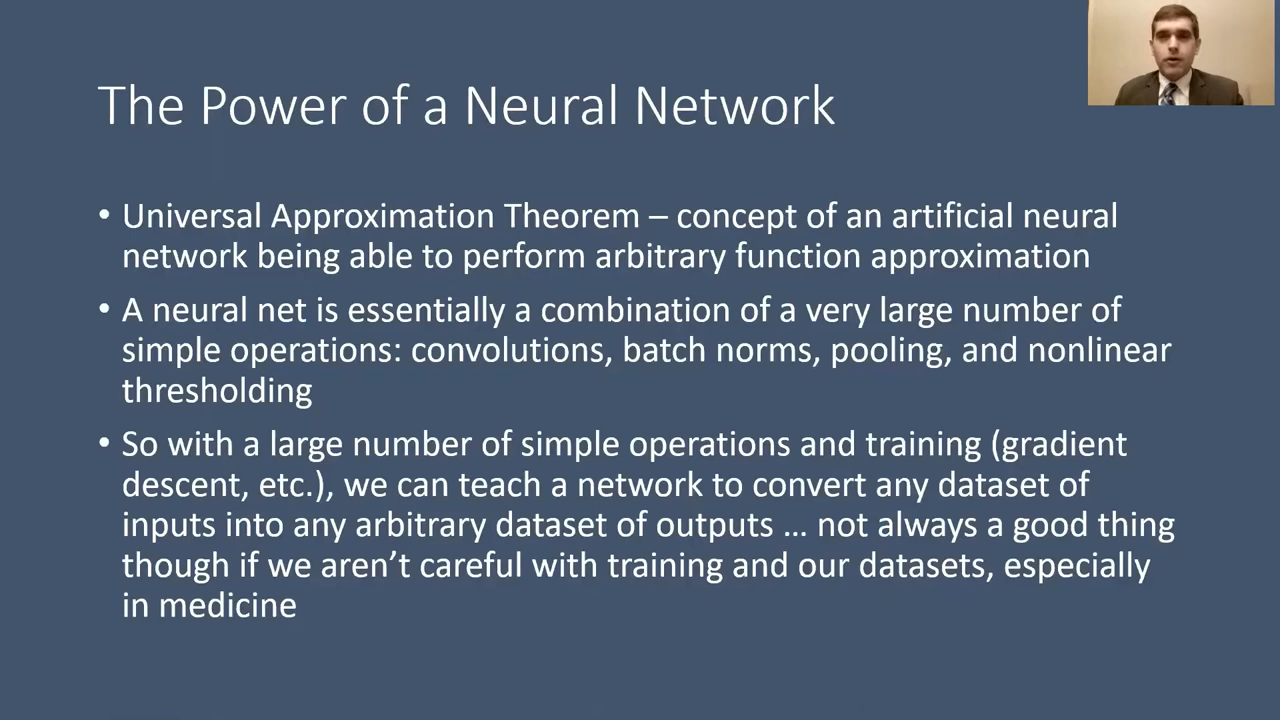 The Power of a Neural Network
• Universal Approximation Theorem – concept of an artificial neural
network being able to perform arbitrary function approximation
• A neural net is essentially a combination of a very large number of
simple operations: convolutions, batch norms, pooling, and nonlinear
thresholding
• So with a large number of simple operations and training (gradient
descent, etc.), we can teach a network to convert any dataset of
inputs into any arbitrary dataset of outputs … not always a good thing
though if we aren’t careful with training and our datasets, especially
in medicine